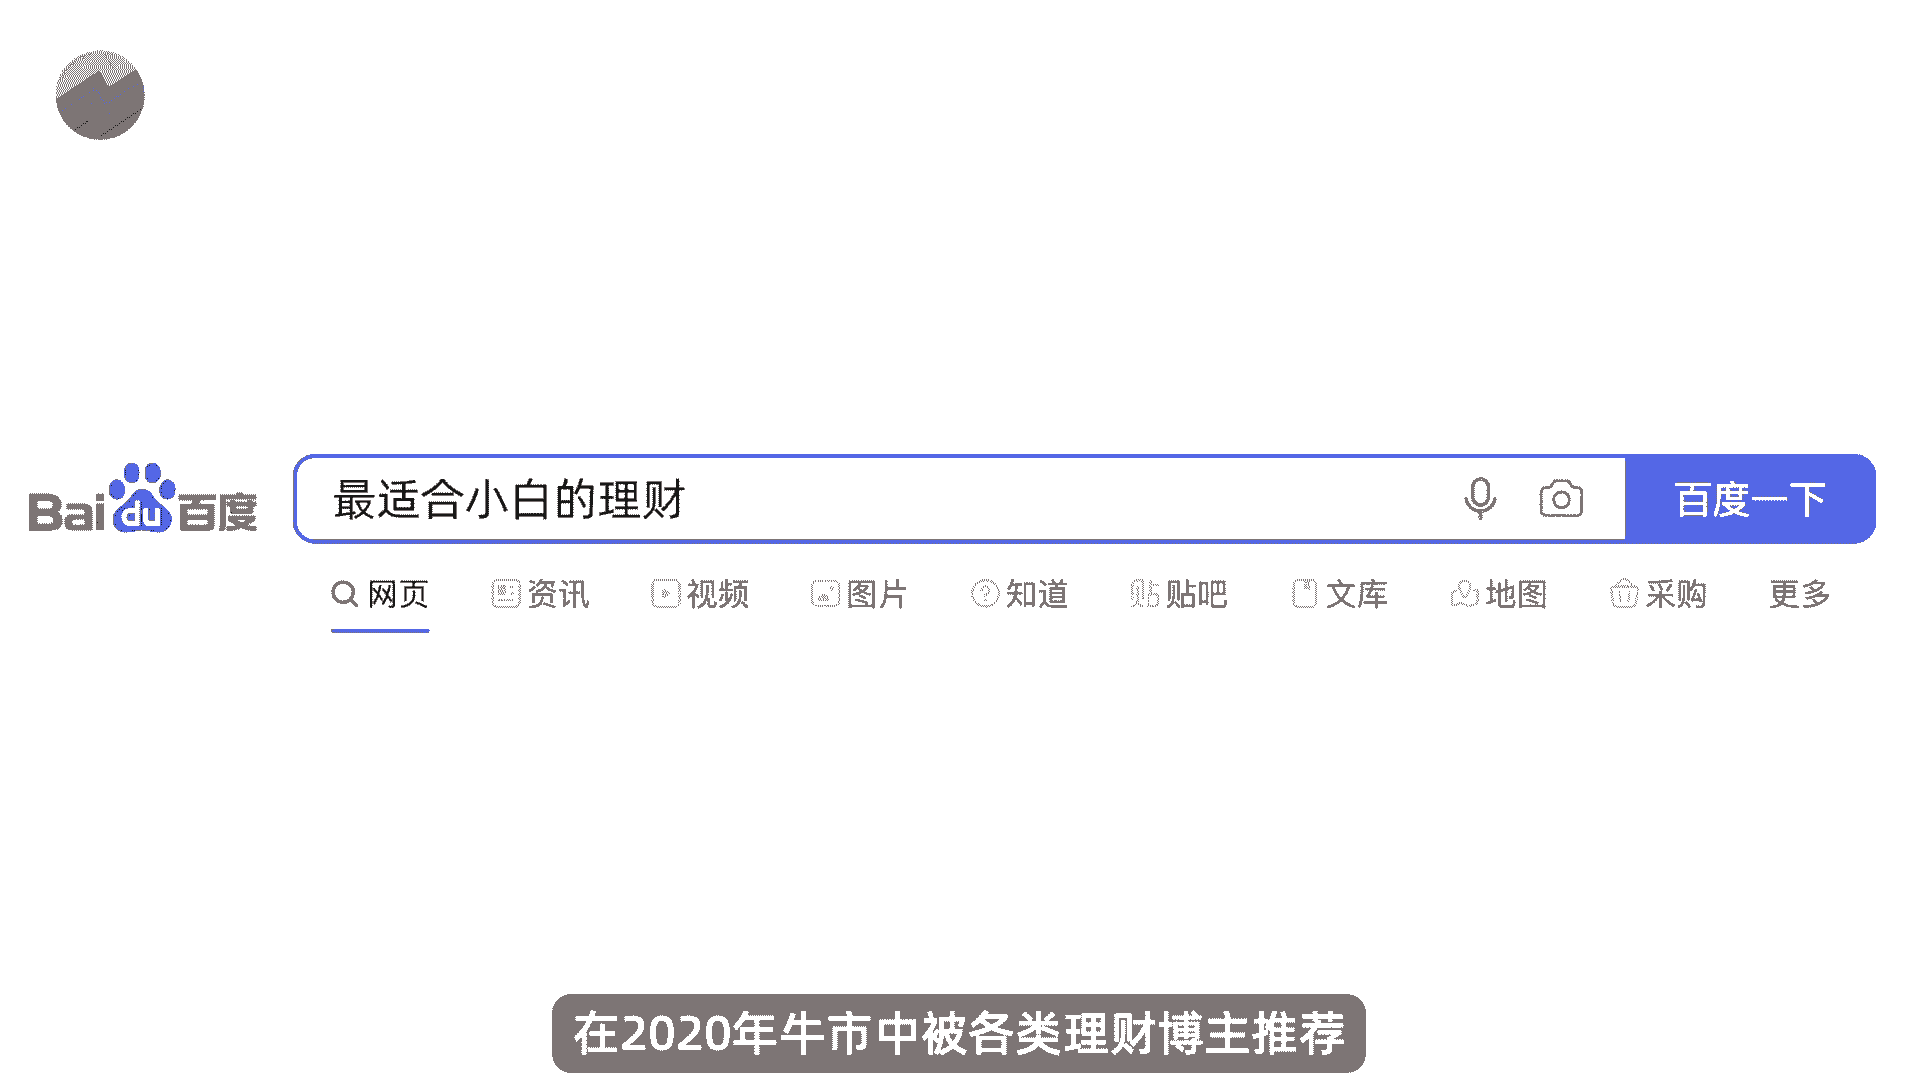 Bai du 百度 最适合小白的理财 百度一下
网页 资讯 视频 图片 知道 贴吧 文库 地图 采购 更多
在2020年牛市中被各类理财博主推荐